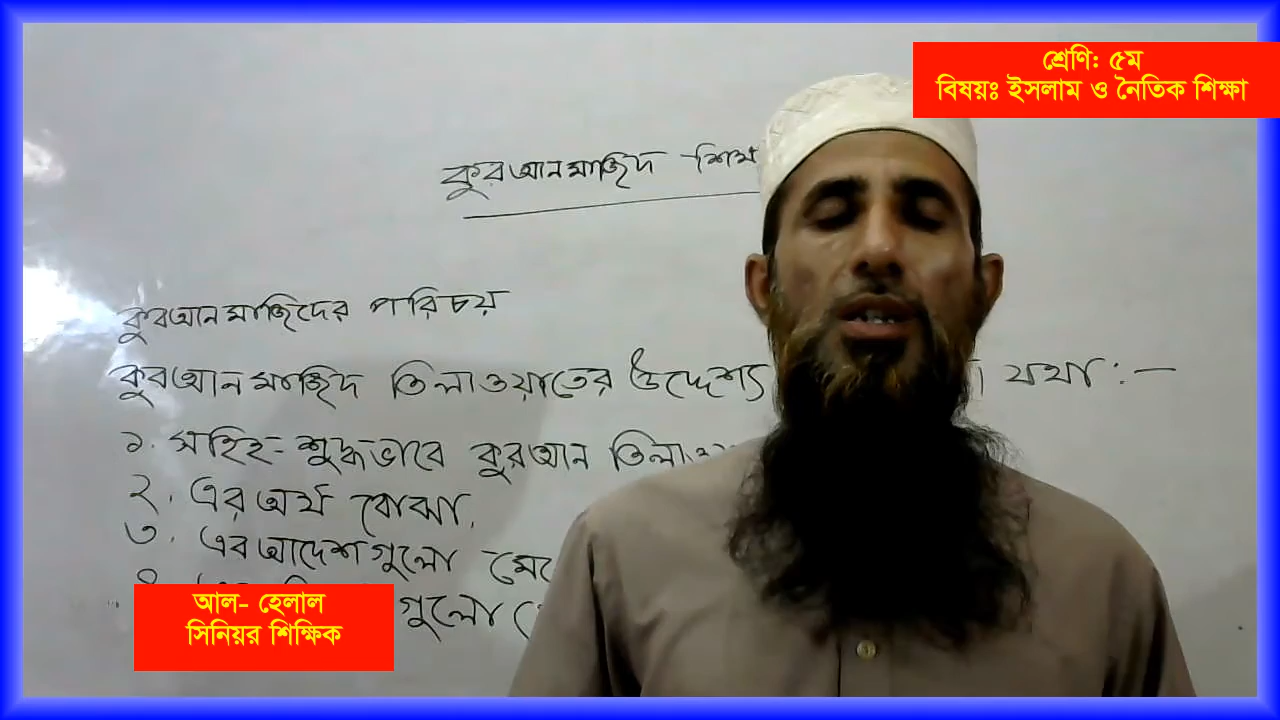 শ্রেণি: ৫ম
বিষয়ঃ ইসলাম ও নৈতিক শিক্ষা
কুরআন মাজিদ
কুরআন মাজিদের পরিচয়
কুরআন মাজিদ তিলাওয়াতের উদ্দেশ্য যথা:-
১. সহিহ-শুদ্ধভাবে কুরআন
২. এর অর্থ বোঝা,
৩. এর আদেশগুলো
গুলো
আল- হেলাল
সিনিয়র শিক্ষিক